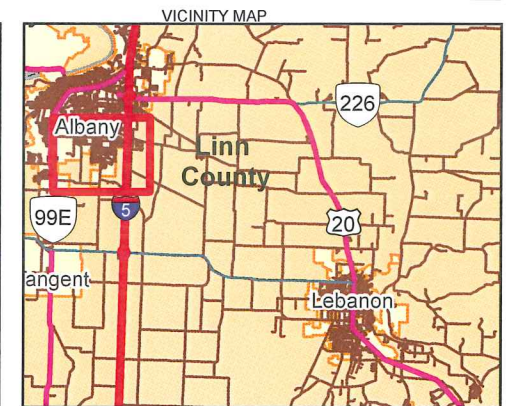 VICINITY MAP
226
Albany
Linn
County
99E
5
20
angent
Lebanon